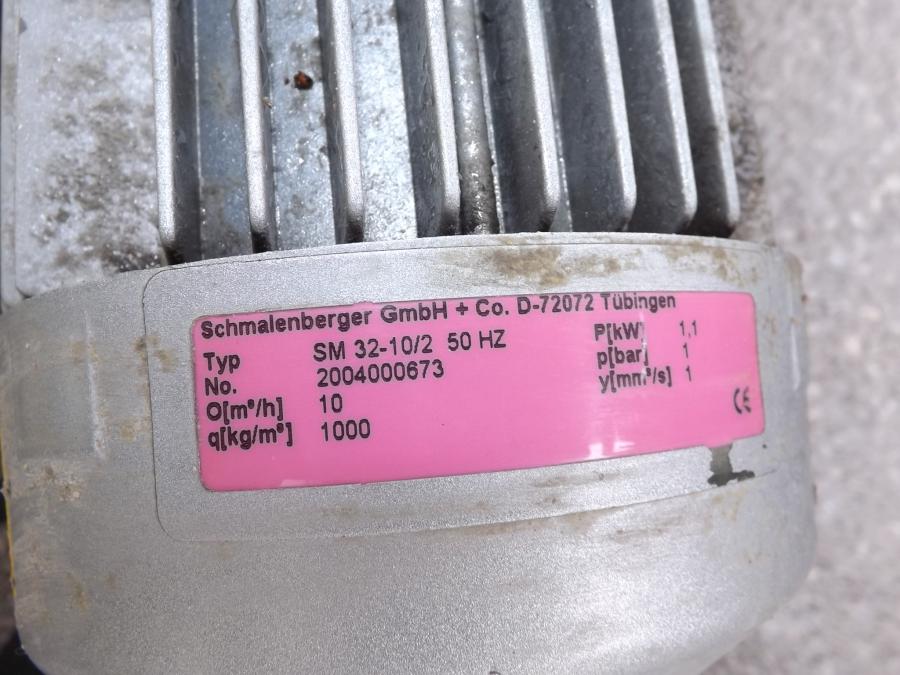 Schmalenberger GmbH + Co. D-72072 Tübingen
Typ SM 32-10/2 50 HZ P[kW] 1,1
No. 2004000673 p[bar] 1
O[m³/h] 10 y[mm²/s] 1
q[kg/m³] 1000
CE